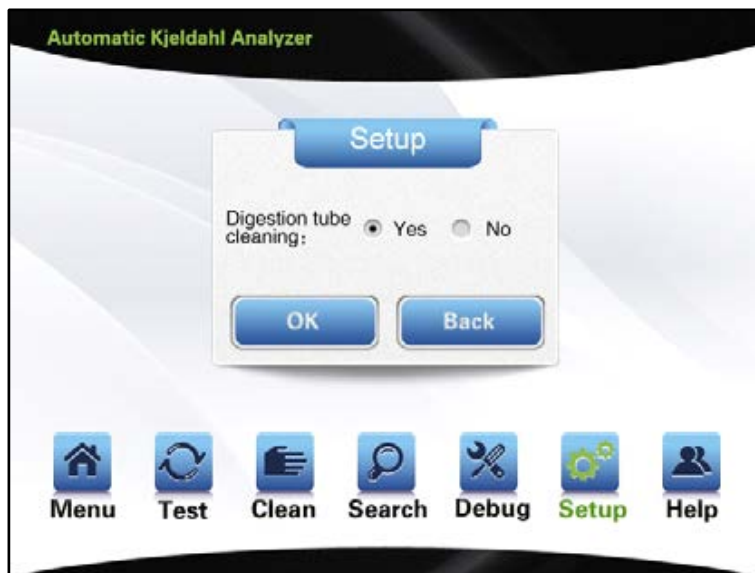 Automatic Kjeldahl Analyzer
Setup
Digestion tube
cleaning:
Yes No
OK Back
Menu Test Clean Search Debug Setup Help